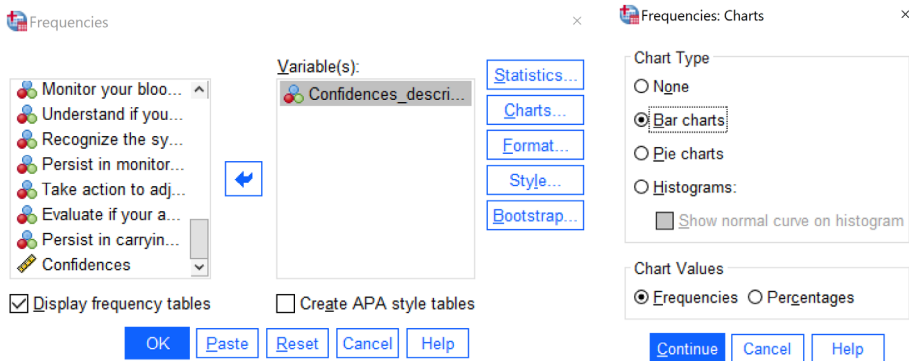 Frequencies
Monitor your bloo...
Understand if you...
Recognize the sy...
Persist in monitor...
Take action to adj...
Evaluate if your a...
Persist in carryin...
Confidences
Variable(s):
Confidences_descri...
Statistics...
Charts...
Format...
Style...
Bootstrap...
Display frequency tables
Create APA style tables
OK
Paste
Reset
Cancel
Help
Frequencies: Charts
Chart Type
None
Bar charts
Pie charts
Histograms:
Show normal curve on histogram
Chart Values
Frequencies
Percentages
Continue
Cancel
Help